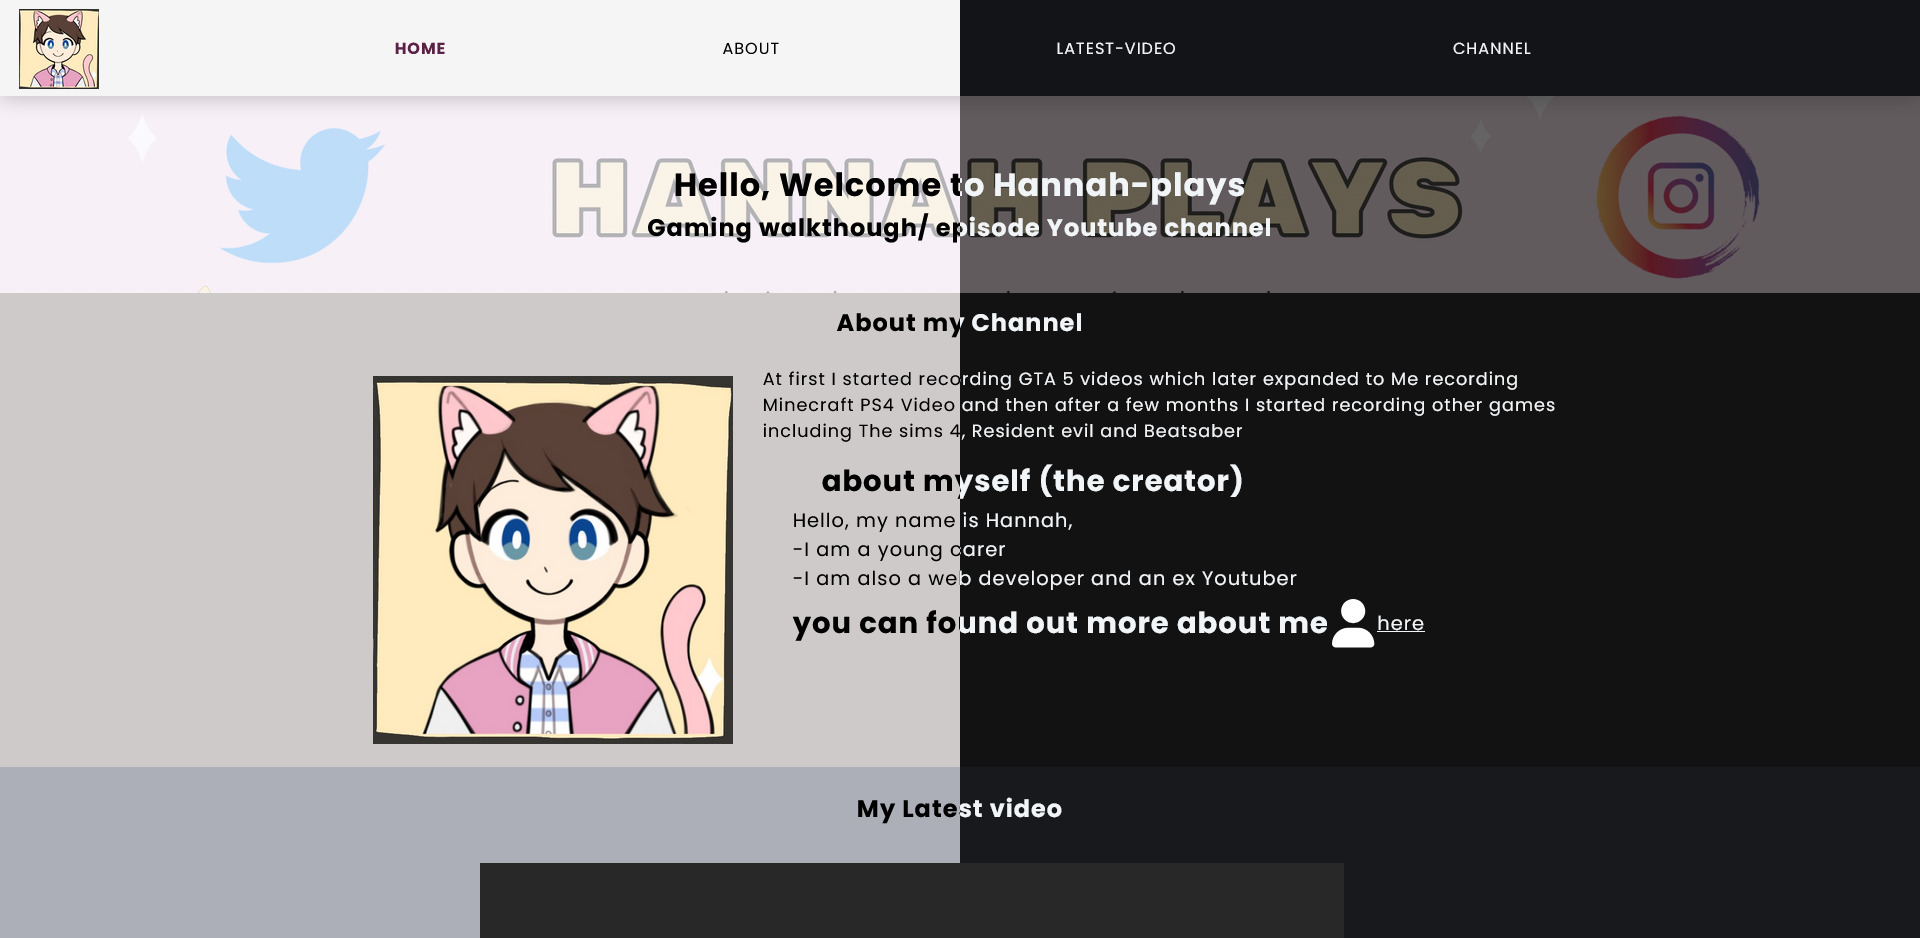 HOME ABOUT LATEST-VIDEO CHANNEL
HANNAH PLAYS
Hello, Welcome to Hannah-plays
Gaming walkthough/ episode Youtube channel
About my Channel
At first I started recording GTA 5 videos which later expanded to Me recording
Minecraft PS4 Video and then after a few months I started recording other games
including The sims 4, Resident evil and Beatsaber
about myself (the creator)
Hello, my name is Hannah,
-I am a young carer
-I am also a web developer and an ex Youtuber
you can found out more about me here
My Latest video